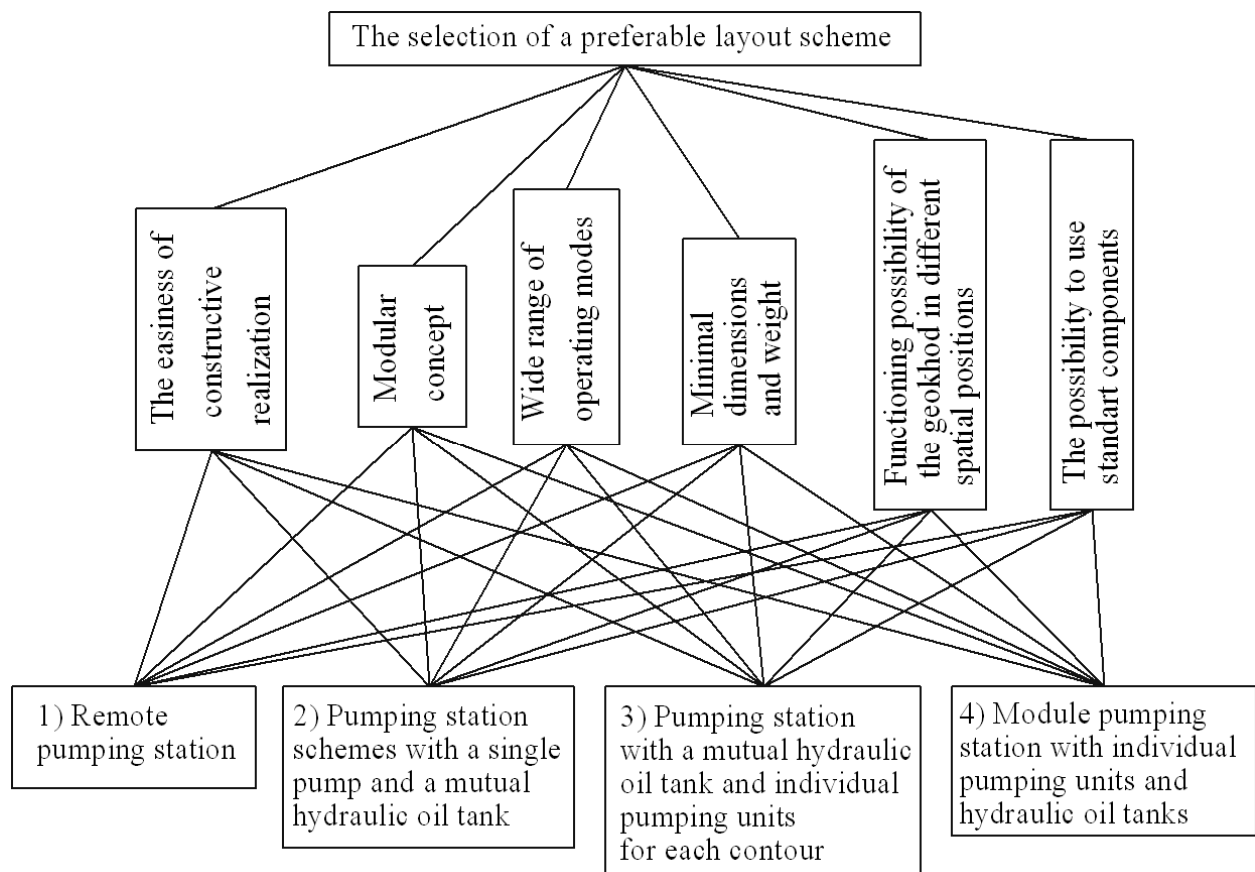 The selection of a preferable layout scheme
The easiness of
constructive
realization
Modular
concept
Wide range of
operating modes
Minimal
dimensions
and weight
Functioning possibility of
the geokhod in different
spatial positions
The possibility to use
standart components
1) Remote
pumping station
2) Pumping station
schemes with a single
pump and a mutual
hydraulic oil tank
3) Pumping station
with a mutual hydraulic
oil tank and individual
pumping units
for each contour
4) Module pumping
station with individual
pumping units and
hydraulic oil tanks